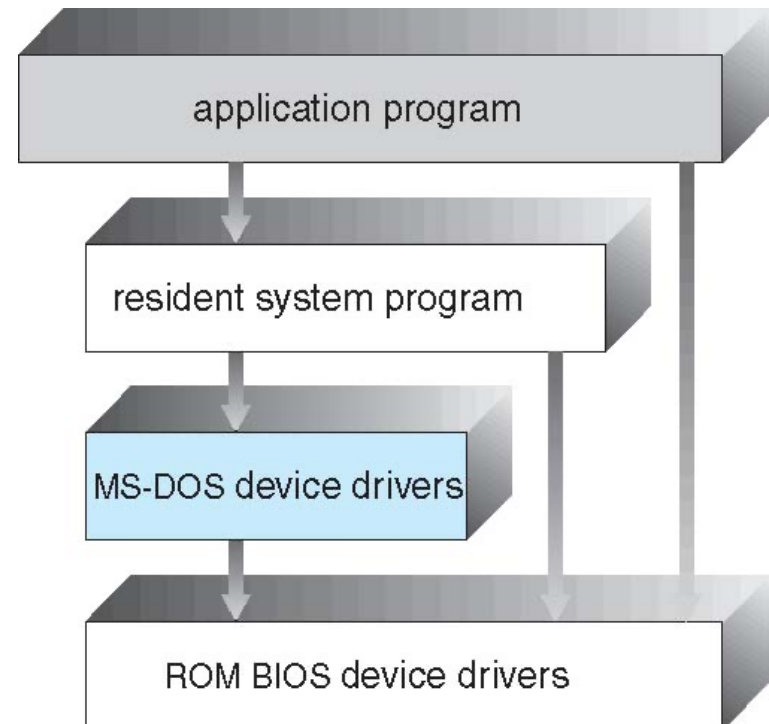 application program
resident system program
MS-DOS device drivers
ROM BIOS device drivers